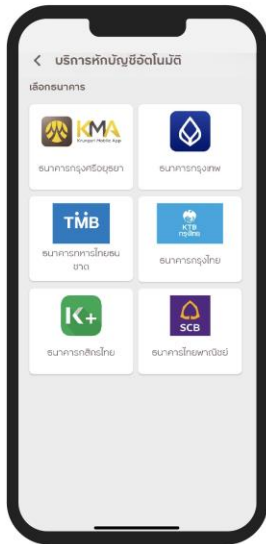 บริการหักบัญชีอัตโนมัติ
เลือกธนาคาร
KMA
Krungsri Mobile App
ธนาคารกรุงศรีอยุธยา
ธนาคารกรุงเทพ
TMB
ธนาคารทหารไทยธน
ชาต
KTB
กรุงไทย
ธนาคารกรุงไทย
K+
ธนาคารกสิกรไทย
SCB
ธนาคารไทยพาณิชย์